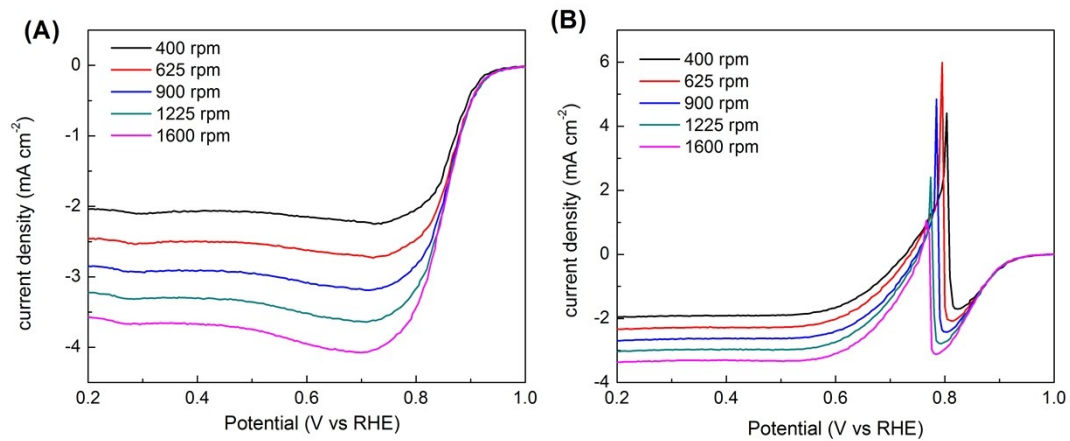 (A)
400 rpm
625 rpm
900 rpm
1225 rpm
1600 rpm
0
-1
-2
-3
-4
0.2 0.4 0.6 0.8 1.0
current density (mA cm⁻²)
Potential (V vs RHE)
(B)
400 rpm
625 rpm
900 rpm
1225 rpm
1600 rpm
6
4
2
0
-2
-4
0.2 0.4 0.6 0.8 1.0
current density (mA cm⁻²)
Potential (V vs RHE)